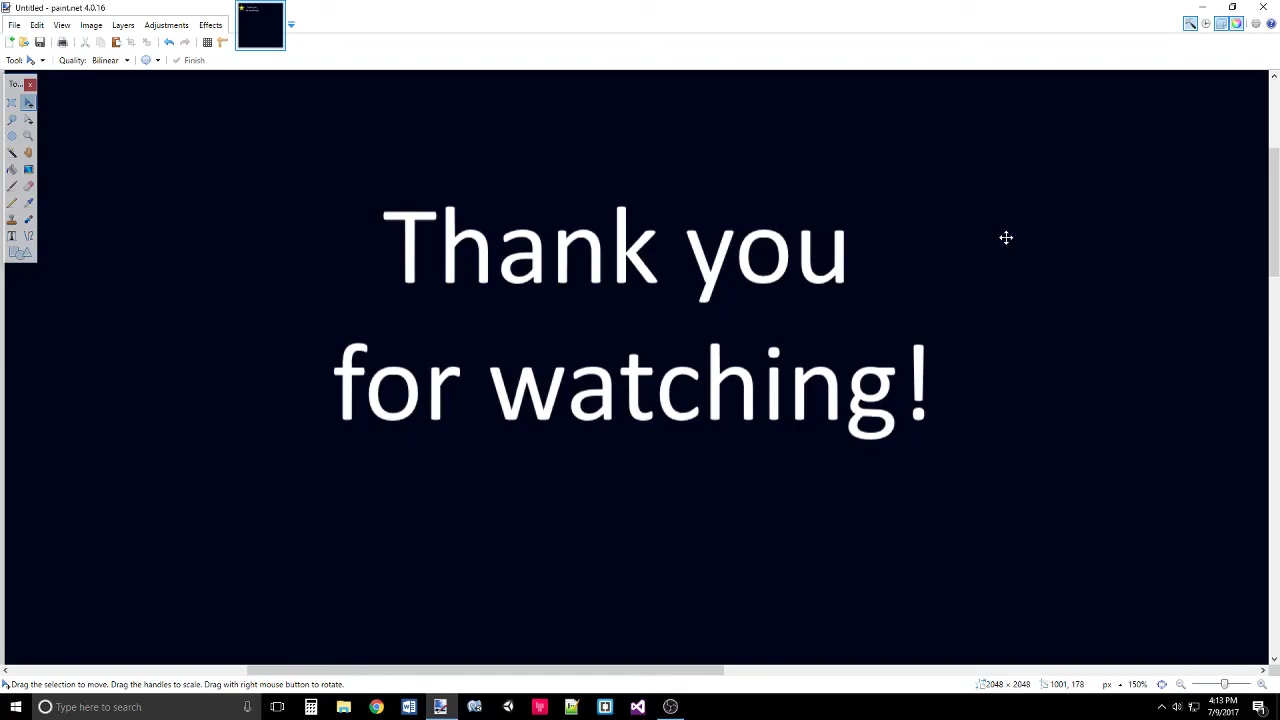 Untitled - paint.net 4.0.16
File Edit View Image Layers Adjustments Effects
Tool: Quality: Bilinear Finish
To...
Thank you
for watching!
Drag the selection to move. Drag the handles to scale. Drag with right mouse button to rotate.
2048 × 2048 1001, 178 px 150%
Type here to search
4:13 PM
7/9/2017